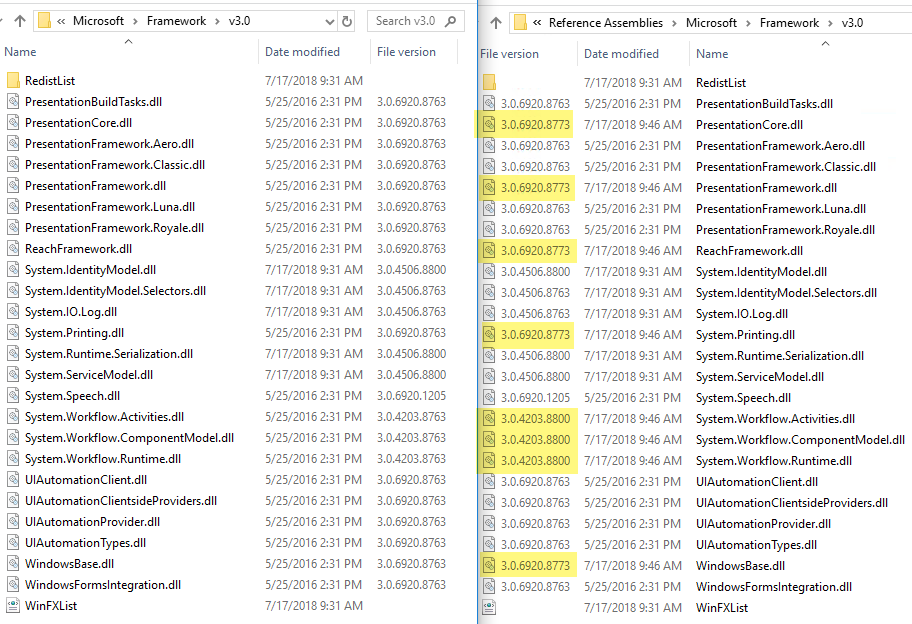 « Microsoft › Framework › v3.0
Search v3.0
Name Date modified File version
RedistList 7/17/2018 9:31 AM
PresentationBuildTasks.dll 5/25/2016 2:31 PM 3.0.6920.8763
PresentationCore.dll 5/25/2016 2:31 PM 3.0.6920.8763
PresentationFramework.Aero.dll 5/25/2016 2:31 PM 3.0.6920.8763
PresentationFramework.Classic.dll 5/25/2016 2:31 PM 3.0.6920.8763
PresentationFramework.dll 5/25/2016 2:31 PM 3.0.6920.8763
PresentationFramework.Luna.dll 5/25/2016 2:31 PM 3.0.6920.8763
PresentationFramework.Royale.dll 5/25/2016 2:31 PM 3.0.6920.8763
ReachFramework.dll 5/25/2016 2:31 PM 3.0.6920.8763
System.IdentityModel.dll 7/17/2018 9:31 AM 3.0.4506.8800
System.IdentityModel.Selectors.dll 7/17/2018 9:31 AM 3.0.4506.8763
System.IO.Log.dll 7/17/2018 9:31 AM 3.0.4506.8763
System.Printing.dll 5/25/2016 2:31 PM 3.0.6920.8763
System.Runtime.Serialization.dll 7/17/2018 9:31 AM 3.0.4506.8800
System.ServiceModel.dll 7/17/2018 9:31 AM 3.0.4506.8800
System.Speech.dll 5/25/2016 2:31 PM 3.0.6920.1205
System.Workflow.Activities.dll 5/25/2016 2:31 PM 3.0.4203.8763
System.Workflow.ComponentModel.dll 5/25/2016 2:31 PM 3.0.4203.8763
System.Workflow.Runtime.dll 5/25/2016 2:31 PM 3.0.4203.8763
UIAutomationClient.dll 5/25/2016 2:31 PM 3.0.6920.8763
UIAutomationClientsideProviders.dll 5/25/2016 2:31 PM 3.0.6920.8763
UIAutomationProvider.dll 5/25/2016 2:31 PM 3.0.6920.8763
UIAutomationTypes.dll 5/25/2016 2:31 PM 3.0.6920.8763
WindowsBase.dll 5/25/2016 2:31 PM 3.0.6920.8763
WindowsFormsIntegration.dll 5/25/2016 2:31 PM 3.0.6920.8763
WinFXList 7/17/2018 9:31 AM
« Reference Assemblies › Microsoft › Framework › v3.0
File version Date modified Name
7/17/2018 9:31 AM RedistList
3.0.6920.8763 5/25/2016 2:31 PM PresentationBuildTasks.dll
3.0.6920.8773 7/17/2018 9:46 AM PresentationCore.dll
3.0.6920.8763 5/25/2016 2:31 PM PresentationFramework.Aero.dll
3.0.6920.8763 5/25/2016 2:31 PM PresentationFramework.Classic.dll
3.0.6920.8773 7/17/2018 9:46 AM PresentationFramework.dll
3.0.6920.8763 5/25/2016 2:31 PM PresentationFramework.Luna.dll
3.0.6920.8763 5/25/2016 2:31 PM PresentationFramework.Royale.dll
3.0.6920.8773 7/17/2018 9:46 AM ReachFramework.dll
3.0.4506.8800 7/17/2018 9:31 AM System.IdentityModel.dll
3.0.4506.8763 7/17/2018 9:31 AM System.IdentityModel.Selectors.dll
3.0.4506.8763 7/17/2018 9:31 AM System.IO.Log.dll
3.0.6920.8773 7/17/2018 9:46 AM System.Printing.dll
3.0.4506.8800 7/17/2018 9:31 AM System.Runtime.Serialization.dll
3.0.4506.8800 7/17/2018 9:31 AM System.ServiceModel.dll
3.0.6920.1205 5/25/2016 2:31 PM System.Speech.dll
3.0.4203.8800 7/17/2018 9:46 AM System.Workflow.Activities.dll
3.0.4203.8800 7/17/2018 9:46 AM System.Workflow.ComponentModel.dll
3.0.4203.8800 7/17/2018 9:46 AM System.Workflow.Runtime.dll
3.0.6920.8763 5/25/2016 2:31 PM UIAutomationClient.dll
3.0.6920.8763 5/25/2016 2:31 PM UIAutomationClientsideProviders.dll
3.0.6920.8763 5/25/2016 2:31 PM UIAutomationProvider.dll
3.0.6920.8763 5/25/2016 2:31 PM UIAutomationTypes.dll
3.0.6920.8773 7/17/2018 9:46 AM WindowsBase.dll
3.0.6920.8763 5/25/2016 2:31 PM WindowsFormsIntegration.dll
7/17/2018 9:31 AM WinFXList